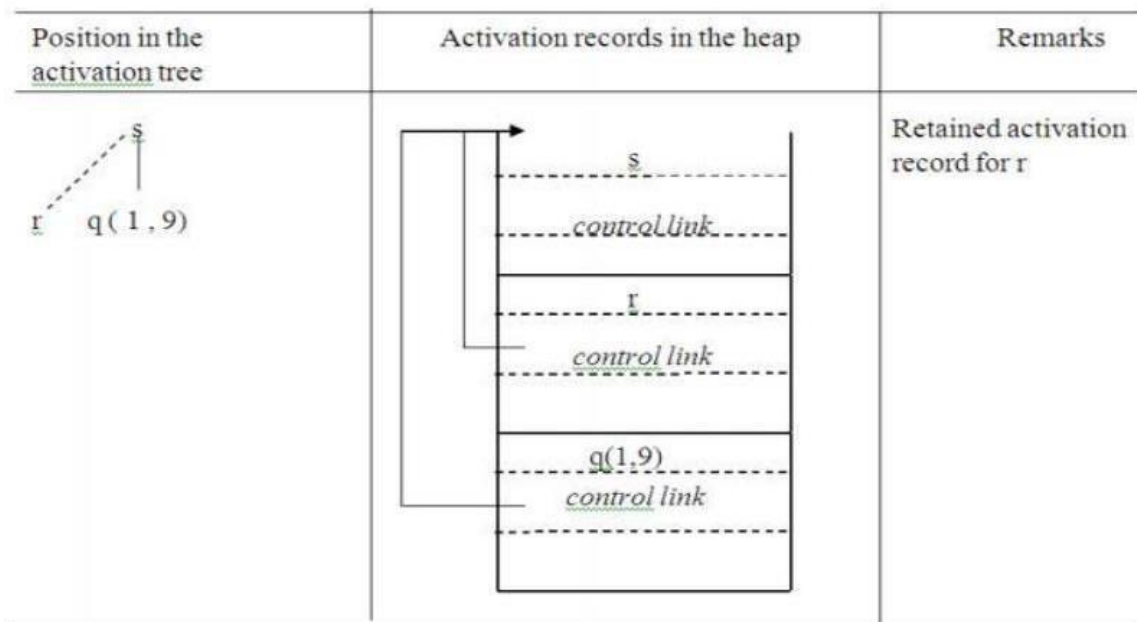 Position in the
activation tree
Activation records in the heap
Remarks
s
r
q ( 1 , 9)
s
control link
r
control link
q(1,9)
control link
Retained activation
record for r